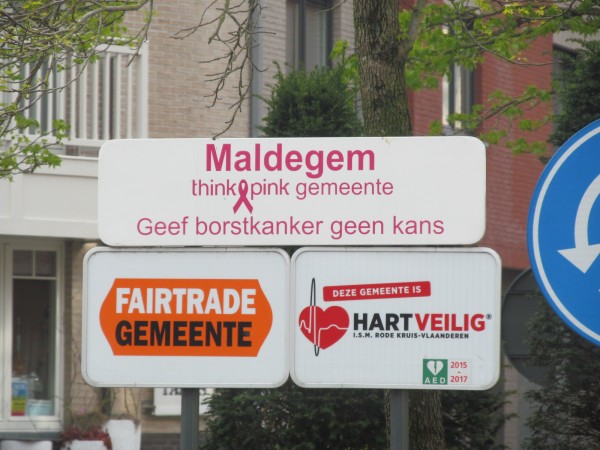 Maldegem
think pink gemeente
Geef borstkanker geen kans
FAIRTRADE
GEMEENTE
DEZE GEMEENTE IS
HARTVEILIG®
I.S.M. RODE KRUIS-VLAANDEREN
AED 2015
-
2017